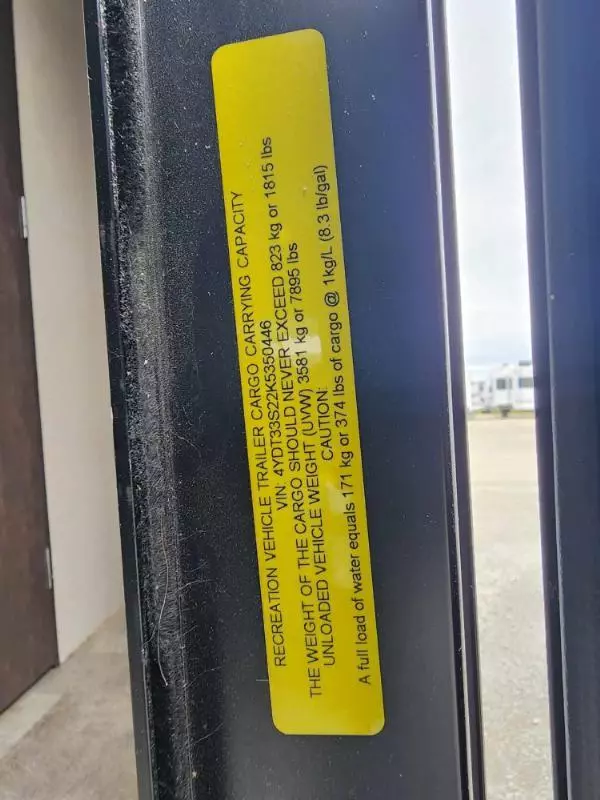 RECREATION VEHICLE TRAILER CARGO CARRYING CAPACITY
VIN: 4YDT33S22K5350446
THE WEIGHT OF THE CARGO SHOULD NEVER EXCEED 823 kg or 1815 lbs
UNLOADED VEHICLE WEIGHT (UVW) 3581 kg or 7895 lbs
CAUTION:
A full load of water equals 171 kg or 374 lbs of cargo @ 1kg/L (8.3 lb/gal)